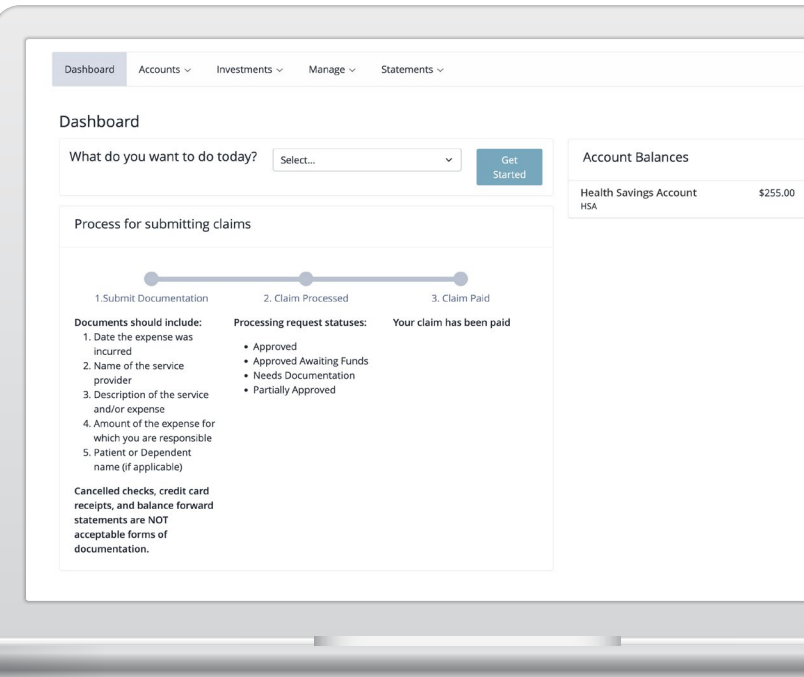 Dashboard Accounts Investments Manage Statements
Dashboard
What do you want to do today? Select... Get
Started
Account Balances
Health Savings Account $255.00
HSA
Process for submitting claims
1.Submit Documentation
Documents should include:
1. Date the expense was
incurred
2. Name of the service
provider
3. Description of the service
and/or expense
4. Amount of the expense for
which you are responsible
5. Patient or Dependent
name (if applicable)
Cancelled checks, credit card
receipts, and balance forward
statements are NOT
acceptable forms of
documentation.
2. Claim Processed
Processing request statuses:
• Approved
• Approved Awaiting Funds
• Needs Documentation
• Partially Approved
3. Claim Paid
Your claim has been paid